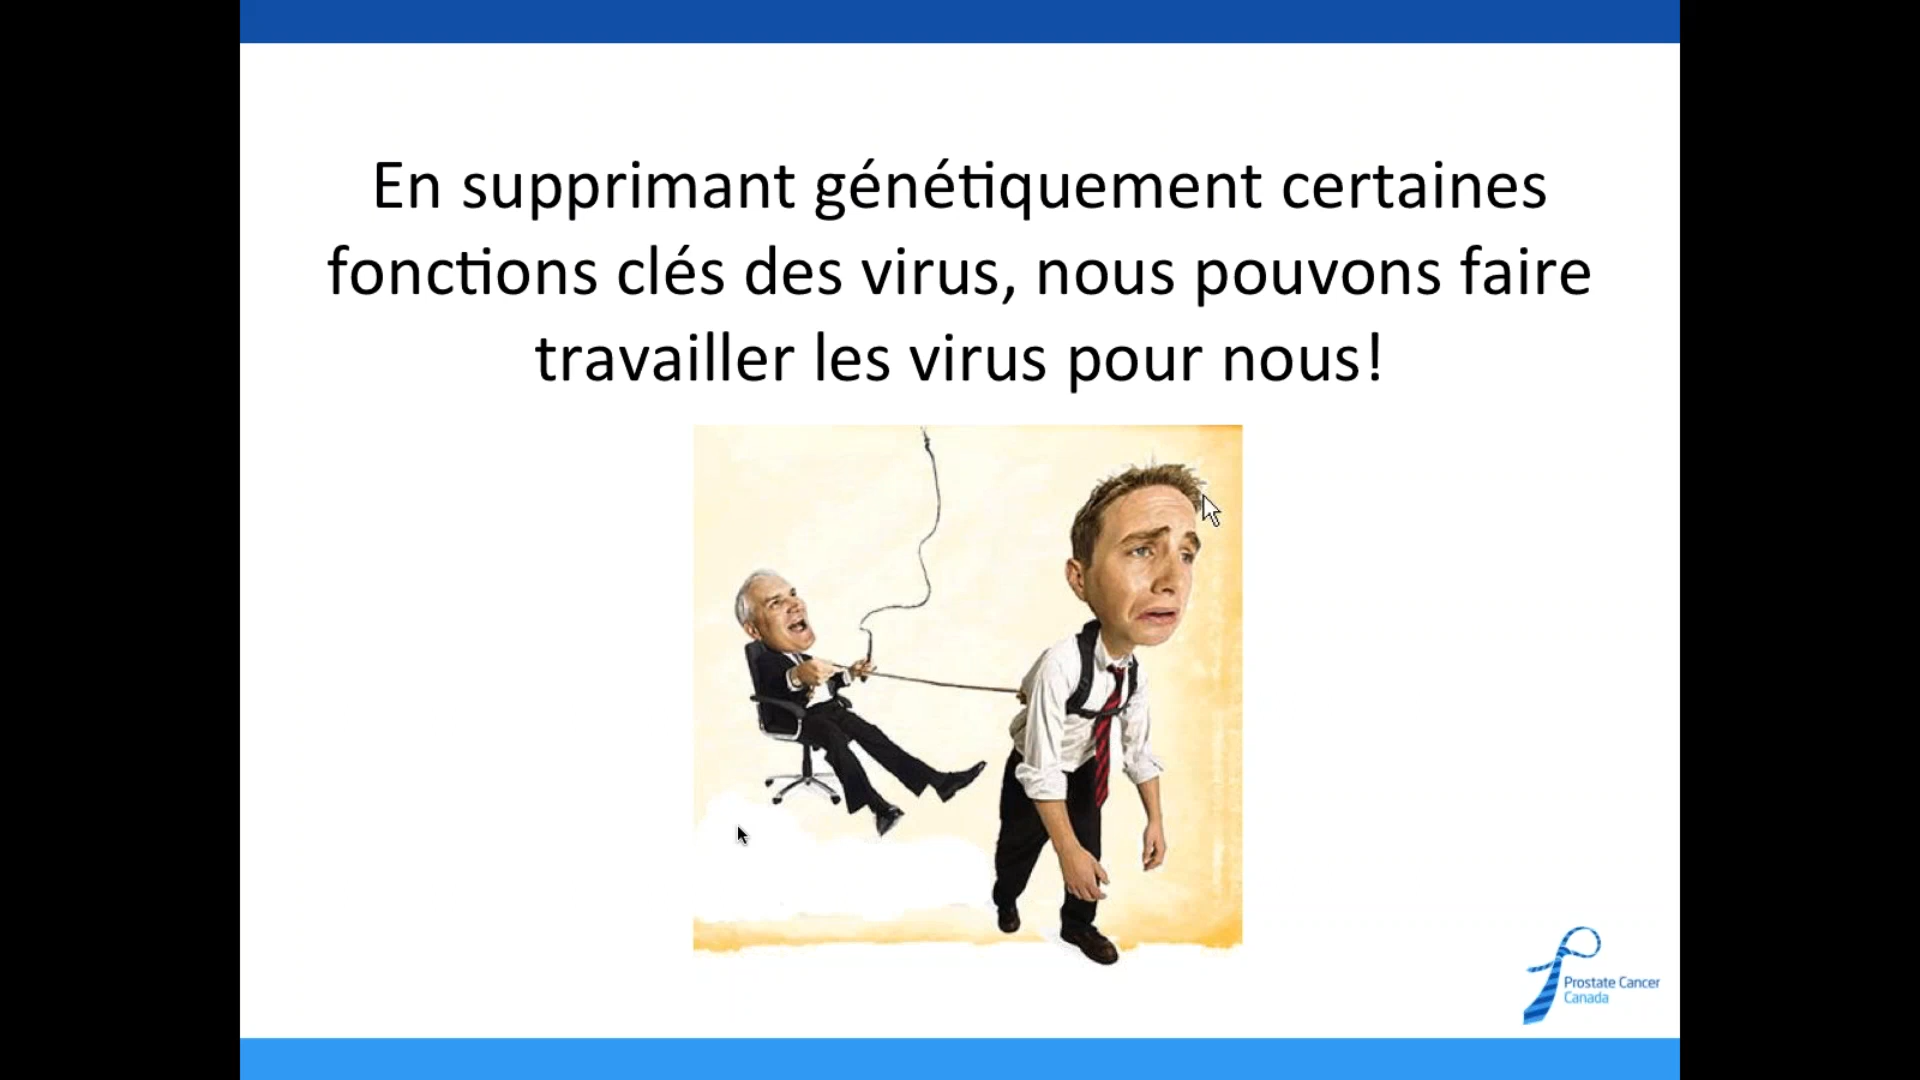 En supprimant génétiquement certaines
fonctions clés des virus, nous pouvons faire
travailler les virus pour nous!
Prostate Cancer
Canada